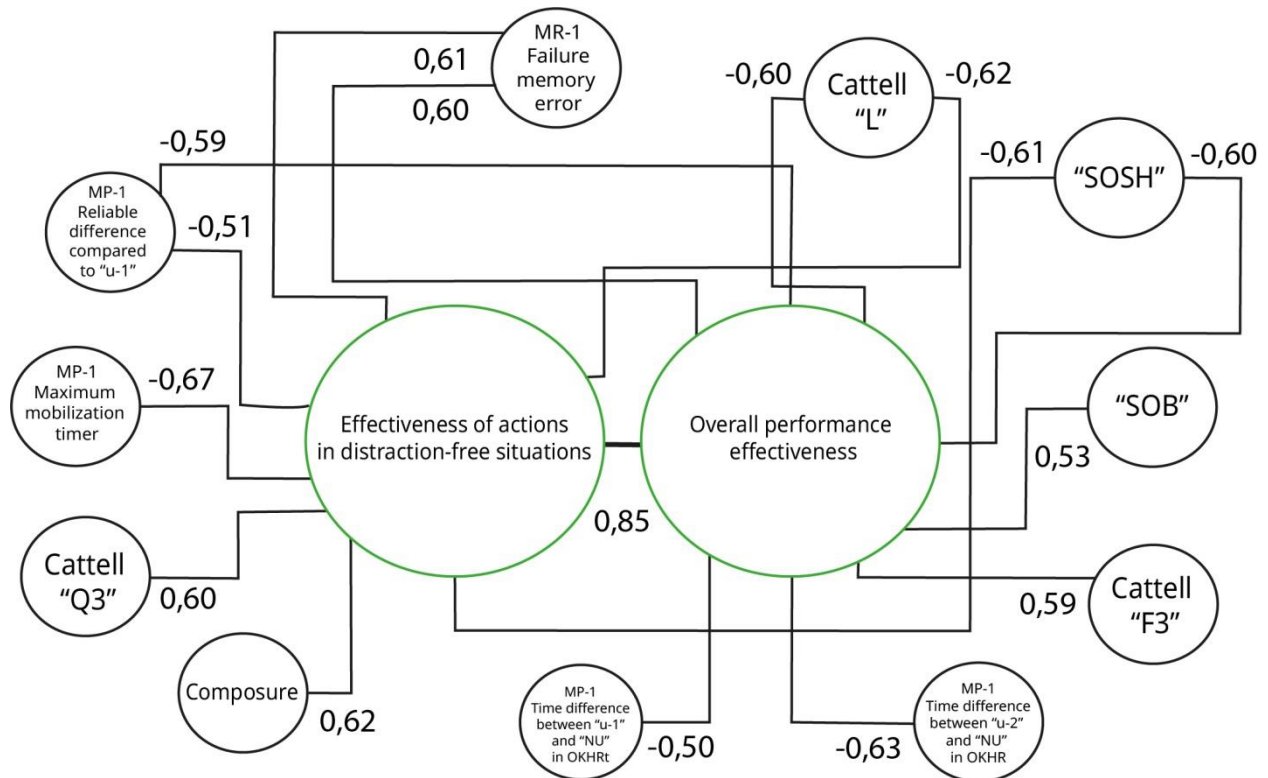 MR-1
Failure
memory
error
0,61
0,60
-0,60
Cattell
“L”
-0,62
-0,59
-0,61
“SOSH”
-0,60
MP-1
Reliable
difference
compared
to “u-1”
-0,51
MP-1
Maximum
mobilization
timer
-0,67
Effectiveness of actions
in distraction-free situations
Overall performance
effectiveness
0,85
“SOB”
0,53
Cattell
“Q3”
0,60
Cattell
“F3”
0,59
Composure
0,62
MP-1
Time difference
between “u-1”
and “NU”
in OKHRt
-0,50
MP-1
Time difference
between “u-2”
and “NU”
in OKHR
-0,63